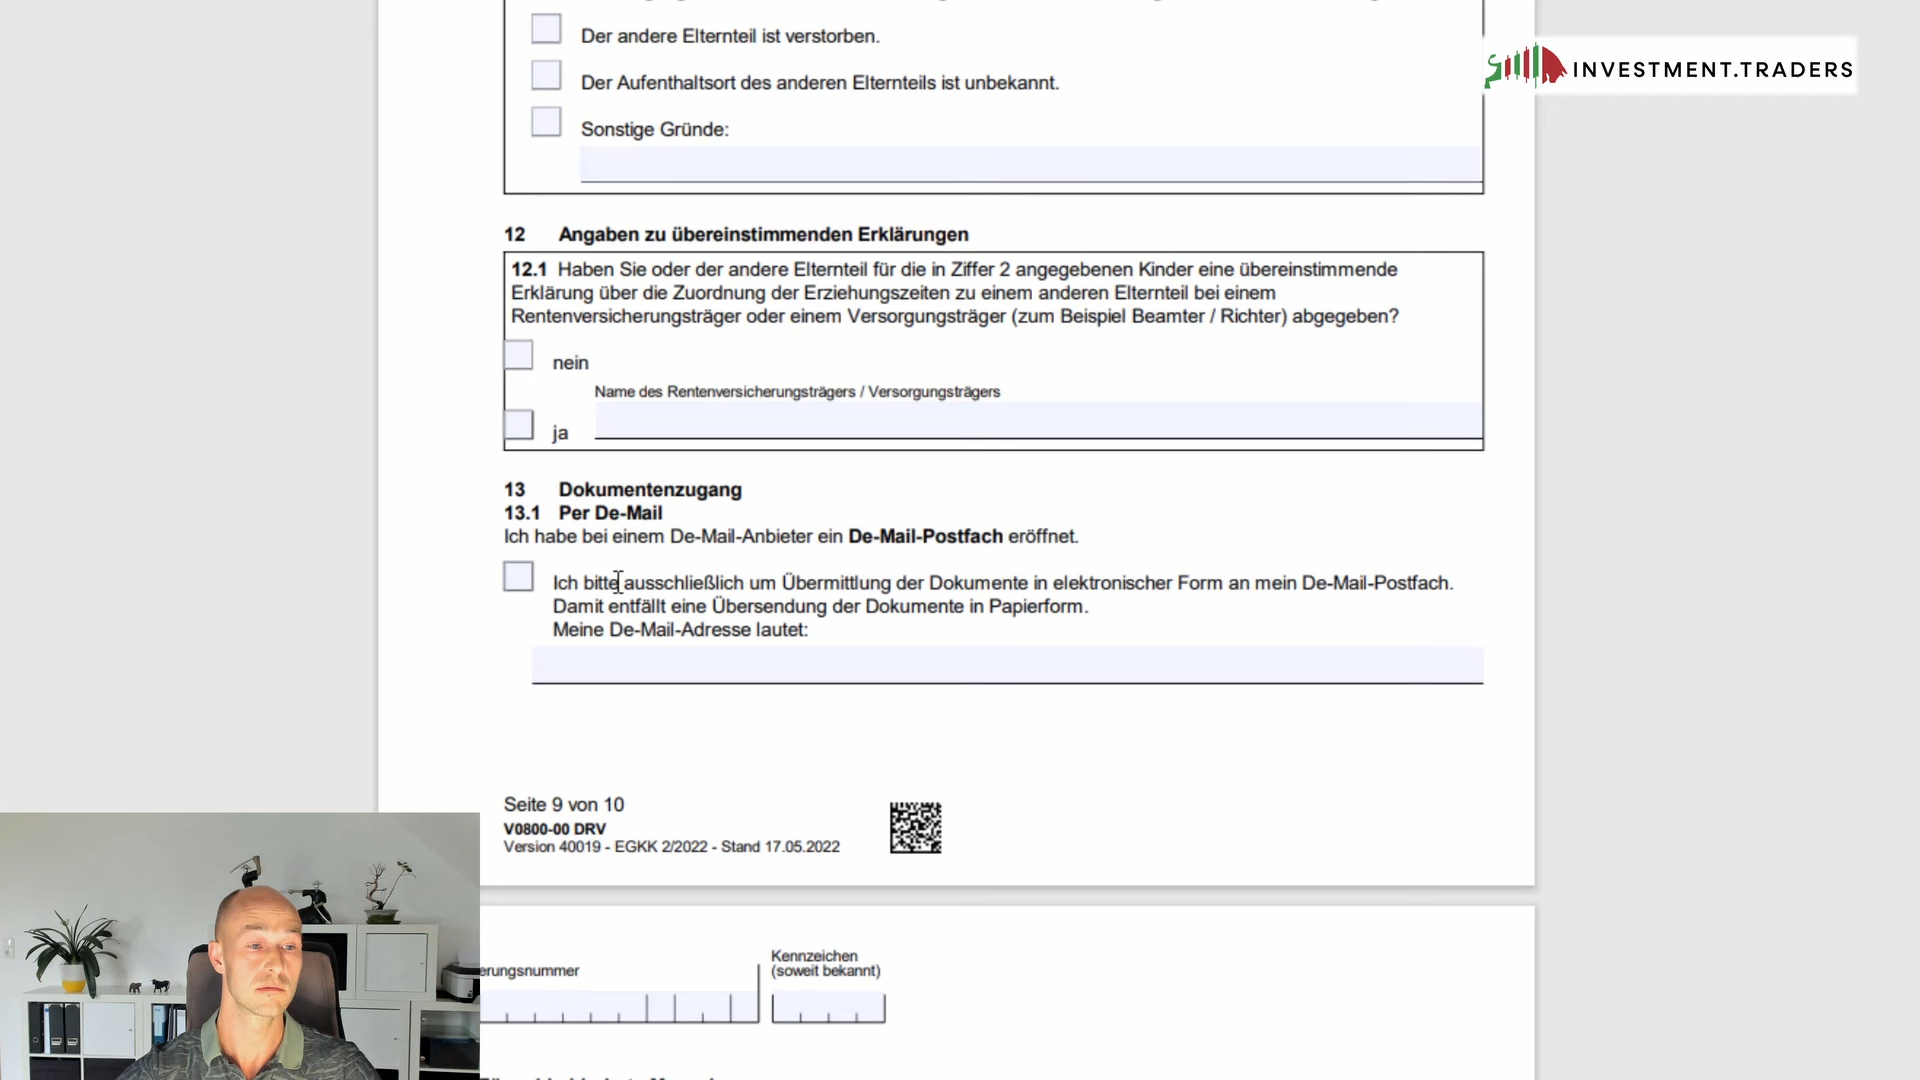 Der andere Elternteil ist verstorben.
Der Aufenthaltsort des anderen Elternteils ist unbekannt.
Sonstige Gründe:
INVESTMENT.TRADERS
12 Angaben zu übereinstimmenden Erklärungen
12.1 Haben Sie oder der andere Elternteil für die in Ziffer 2 angegebenen Kinder eine übereinstimmende
Erklärung über die Zuordnung der Erziehungszeiten zu einem anderen Elternteil bei einem
Rentenversicherungsträger oder einem Versorgungsträger (zum Beispiel Beamter / Richter) abgegeben?
nein
Name des Rentenversicherungsträgers / Versorgungsträgers
ja
13 Dokumentenzugang
13.1 Per De-Mail
Ich habe bei einem De-Mail-Anbieter ein De-Mail-Postfach eröffnet.
Ich bitte ausschließlich um Übermittlung der Dokumente in elektronischer Form an mein De-Mail-Postfach.
Damit entfällt eine Übersendung der Dokumente in Papierform.
Meine De-Mail-Adresse lautet:
Seite 9 von 10
V0800-00 DRV
Version 40019 - EGKK 2/2022 - Stand 17.05.2022
erungsnummer
Kennzeichen
(soweit bekannt)